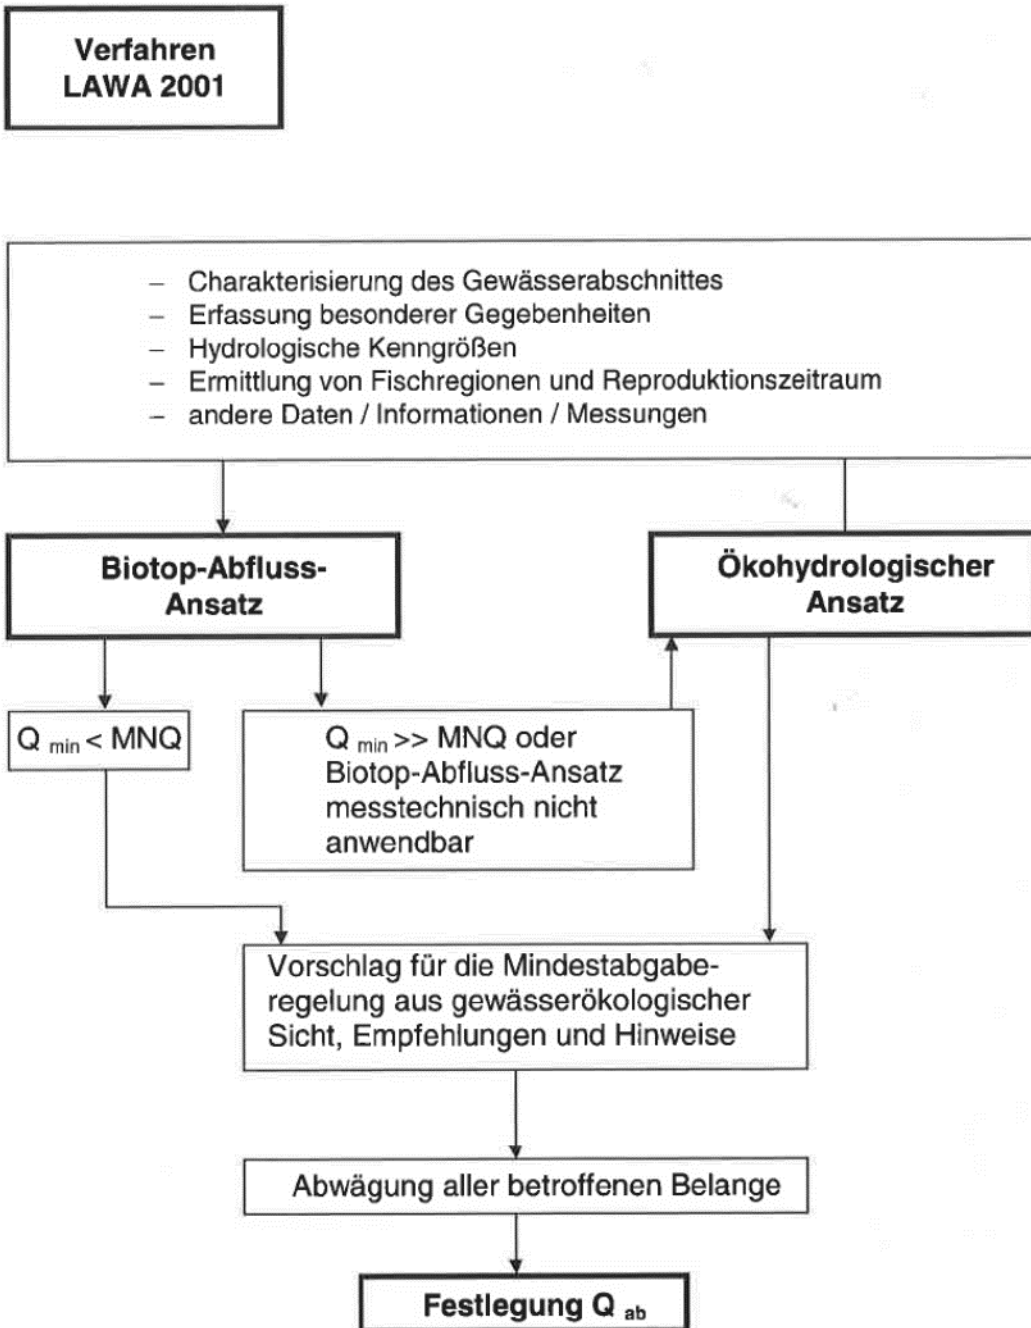 Verfahren
LAWA 2001
– Charakterisierung des Gewässerabschnittes
– Erfassung besonderer Gegebenheiten
– Hydrologische Kenngrößen
– Ermittlung von Fischregionen und Reproduktionszeitraum
– andere Daten / Informationen / Messungen
Biotop-Abfluss-
Ansatz
Ökohydrologischer
Ansatz
Q min < MNQ
Q min >> MNQ oder
Biotop-Abfluss-Ansatz
messtechnisch nicht
anwendbar
Vorschlag für die Mindestabgabe-
regelung aus gewässerökologischer
Sicht, Empfehlungen und Hinweise
Abwägung aller betroffenen Belange
Festlegung Q ab